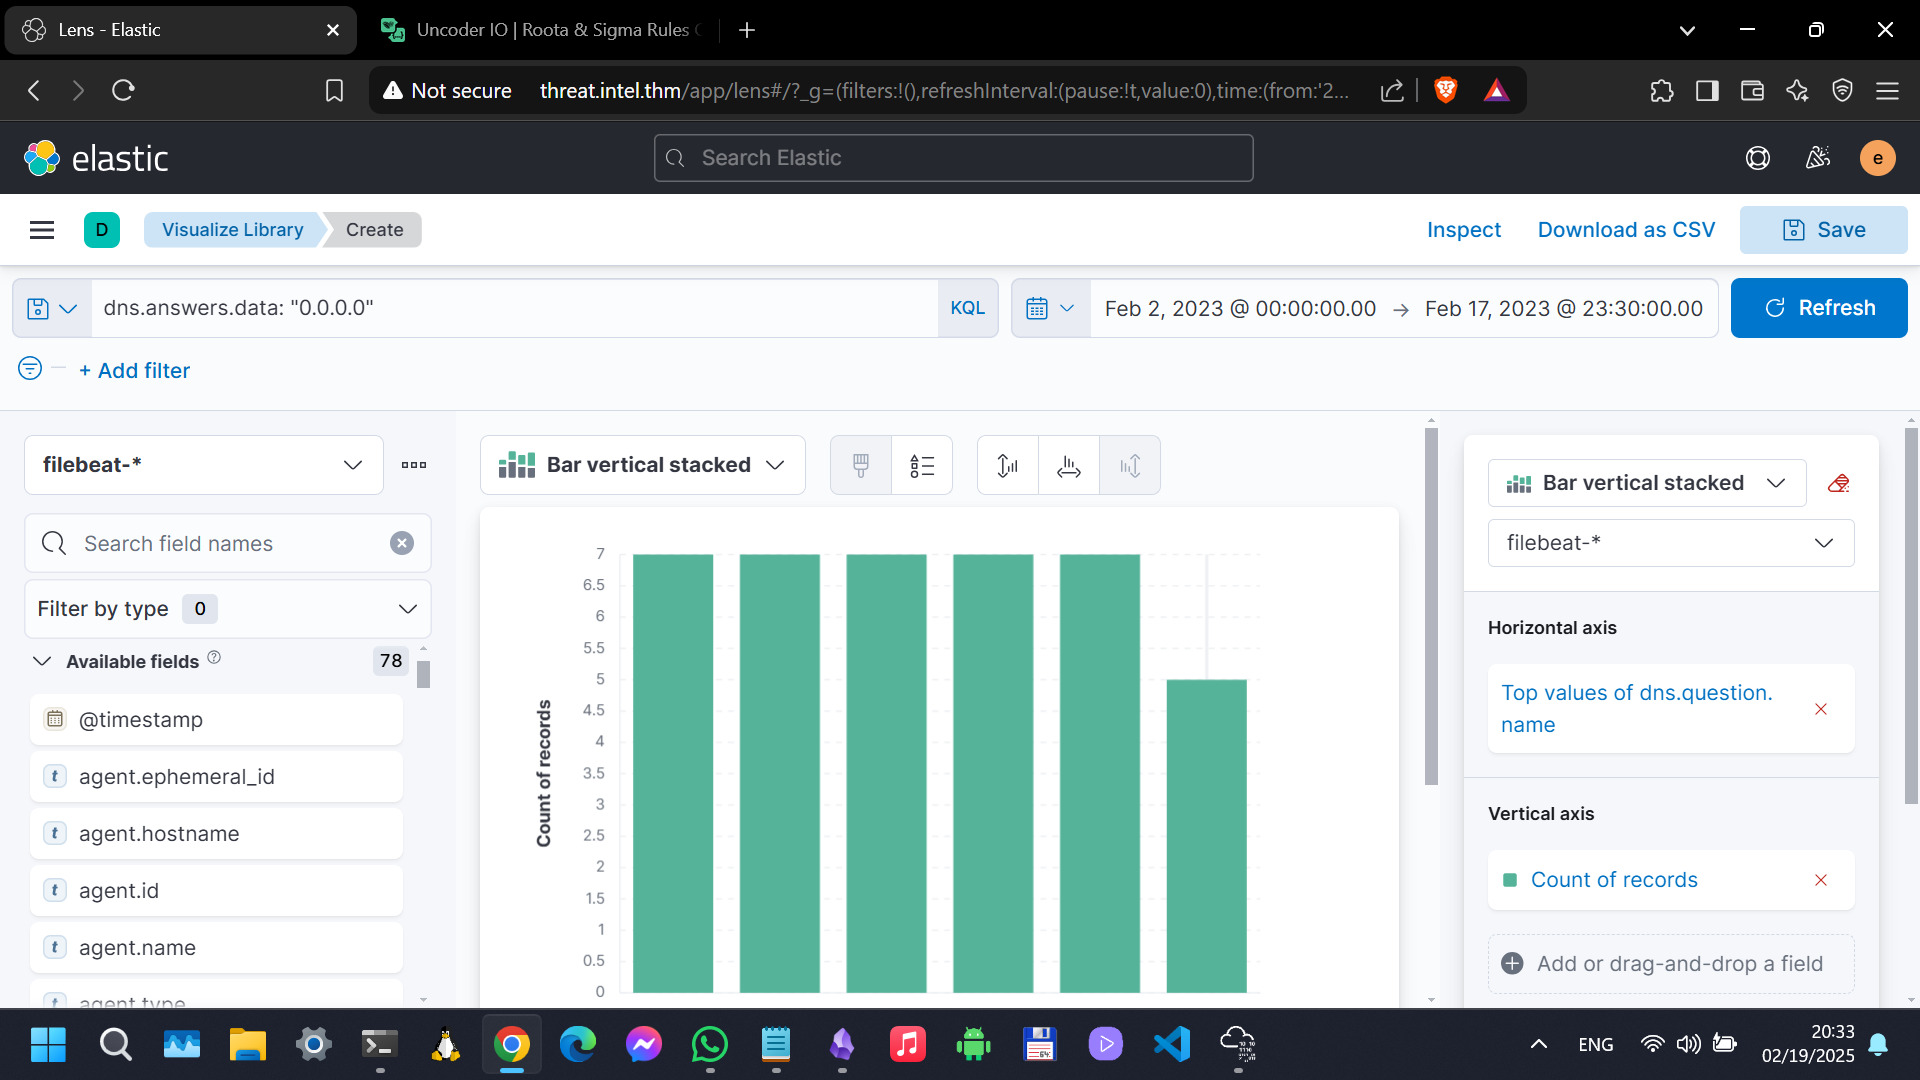 Lens - Elastic
Uncoder IO | Roota & Sigma Rules
Not secure threat.intel.thm/app/lens#/?_g=(filters:!(),refreshInterval:(pause:!t,value:0),time:(from:'2...
elastic
Search Elastic
e
D
Visualize Library
Create
Inspect
Download as CSV
Save
dns.answers.data: "0.0.0.0"
KQL
Feb 2, 2023 @ 00:00:00.00 → Feb 17, 2023 @ 23:30:00.00
Refresh
+ Add filter
filebeat-*
Search field names
Filter by type 0
Available fields 78
@timestamp
t agent.ephemeral_id
t agent.hostname
t agent.id
t agent.name
t agent.type
Bar vertical stacked
Count of records
7
6.5
6
5.5
5
4.5
4
3.5
3
2.5
2
1.5
1
0.5
0
Bar vertical stacked
filebeat-*
Horizontal axis
Top values of dns.question.
name
Vertical axis
Count of records
Add or drag-and-drop a field
64
ENG
20:33
02/19/2025